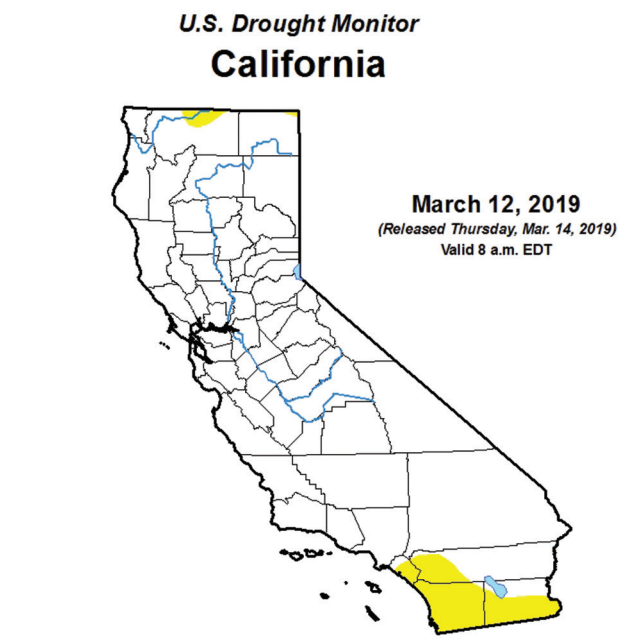 U.S. Drought Monitor
California
March 12, 2019
(Released Thursday, Mar. 14, 2019)
Valid 8 a.m. EDT